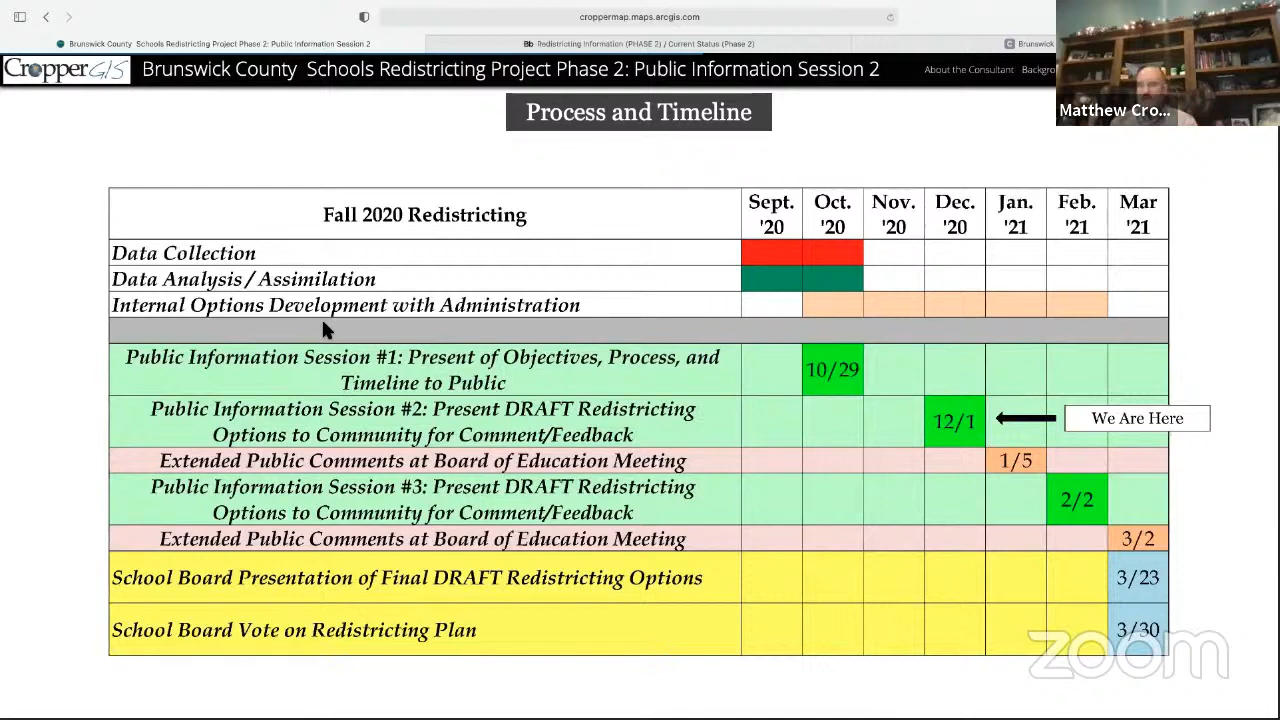 croppermap.maps.arcgis.com
Brunswick County Schools Redistricting Project Phase 2: Public Information Session 2
Bb Redistricting Information (PHASE 2) / Current Status (Phase 2)
C Brunswick
CropperGIS
Brunswick County Schools Redistricting Project Phase 2: Public Information Session 2
About the Consultant
Matthew Cro...
Process and Timeline
Fall 2020 Redistricting
Sept. '20
Oct. '20
Nov. '20
Dec. '20
Jan. '21
Feb. '21
Mar '21
Data Collection
Data Analysis / Assimilation
Internal Options Development with Administration
Public Information Session #1: Present of Objectives, Process, and
Timeline to Public
10/29
Public Information Session #2: Present DRAFT Redistricting
Options to Community for Comment/Feedback
12/1
We Are Here
Extended Public Comments at Board of Education Meeting
1/5
Public Information Session #3: Present DRAFT Redistricting
Options to Community for Comment/Feedback
2/2
Extended Public Comments at Board of Education Meeting
3/2
School Board Presentation of Final DRAFT Redistricting Options
3/23
School Board Vote on Redistricting Plan
3/30
zoom